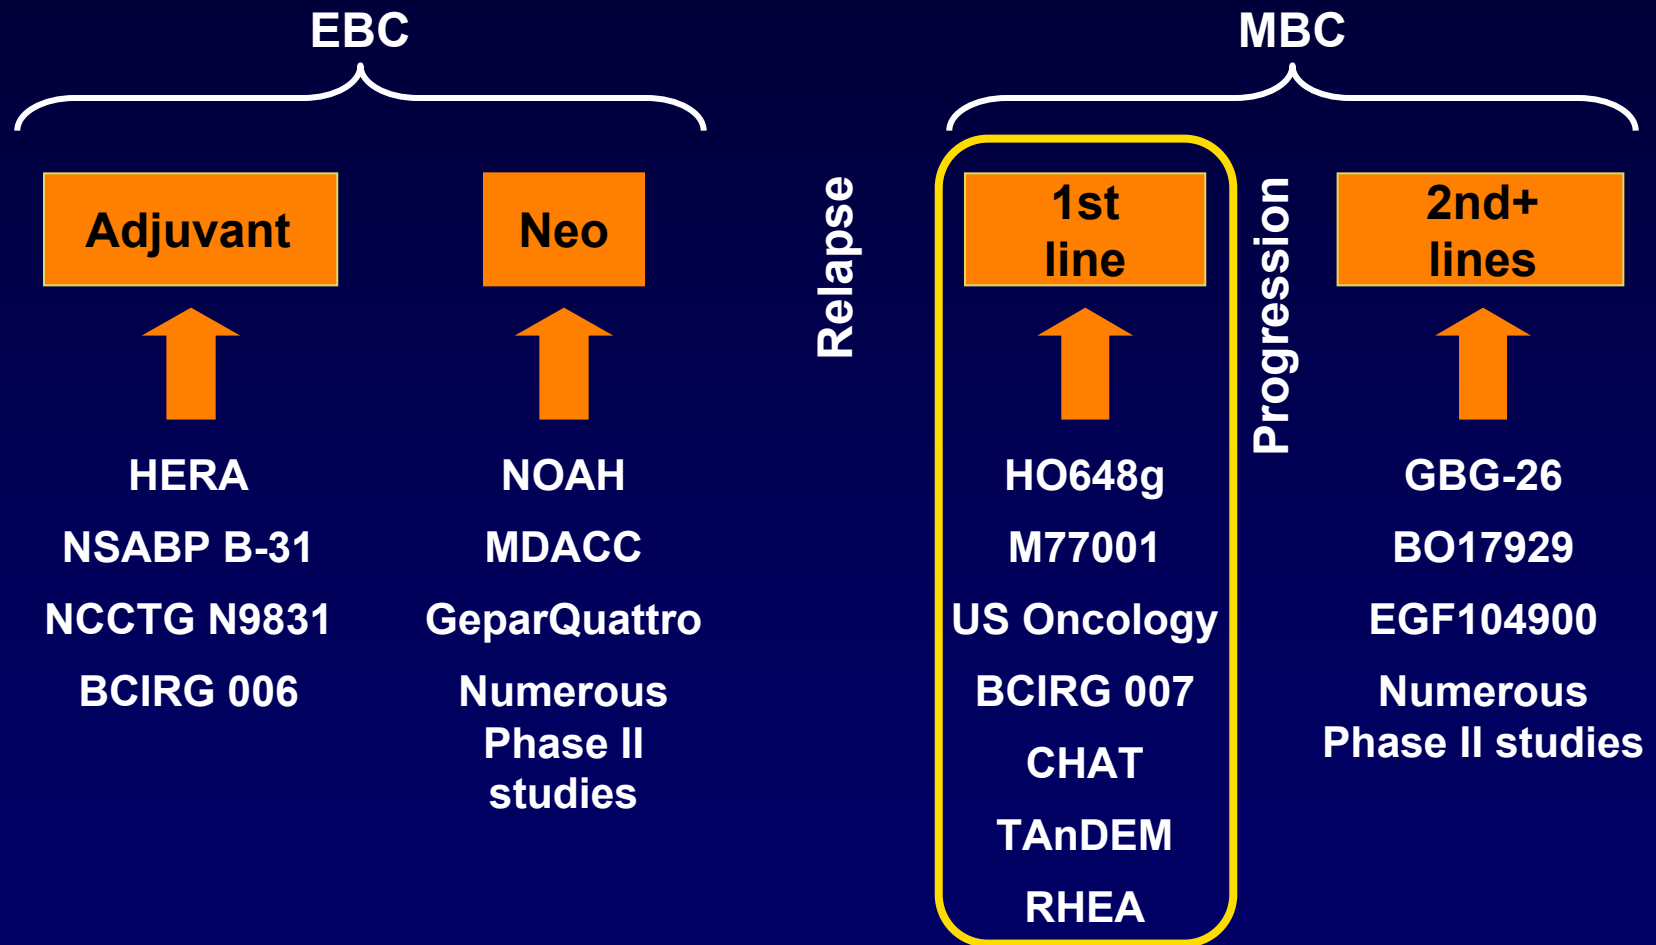 EBC
MBC
Adjuvant
Neo
Relapse
1st
line
Progression
2nd+
lines
HERA
NSABP B-31
NCCTG N9831
BCIRG 006
NOAH
MDACC
GeparQuattro
Numerous
Phase II
studies
HO648g
M77001
US Oncology
BCIRG 007
CHAT
TAnDEM
RHEA
GBG-26
BO17929
EGF104900
Numerous
Phase II studies